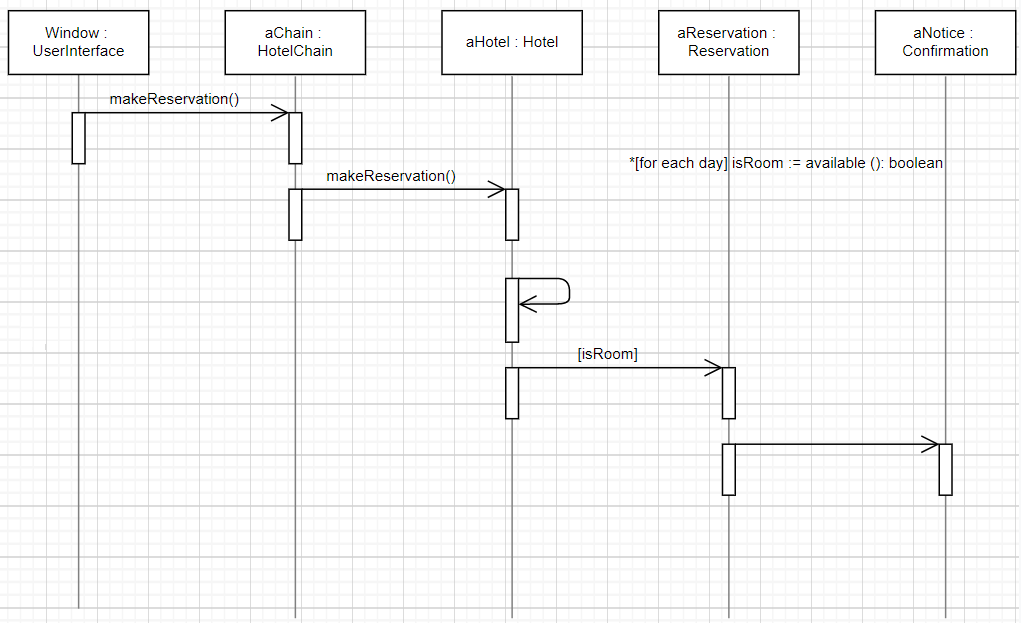 Window :
UserInterface
aChain :
HotelChain
aHotel : Hotel
aReservation :
Reservation
aNotice :
Confirmation
makeReservation()
*[for each day] isRoom := available (): boolean
makeReservation()
[isRoom]